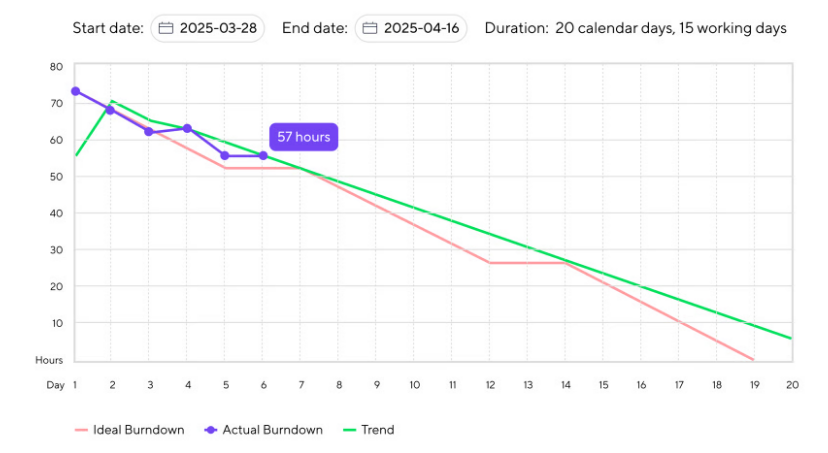 Start date: 2025-03-28 End date: 2025-04-16 Duration: 20 calendar days, 15 working days
80
70
60
57 hours
50
40
30
20
10
Hours
Day 1 2 3 4 5 6 7 8 9 10 11 12 13 14 15 16 17 18 19 20
Ideal Burndown Actual Burndown Trend